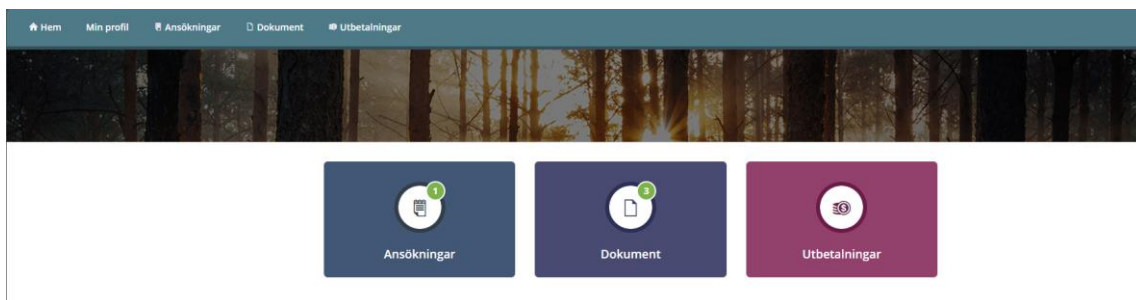 Hem Min profil Ansökningar Dokument Utbetalningar
1 3
Ansökningar Dokument Utbetalningar